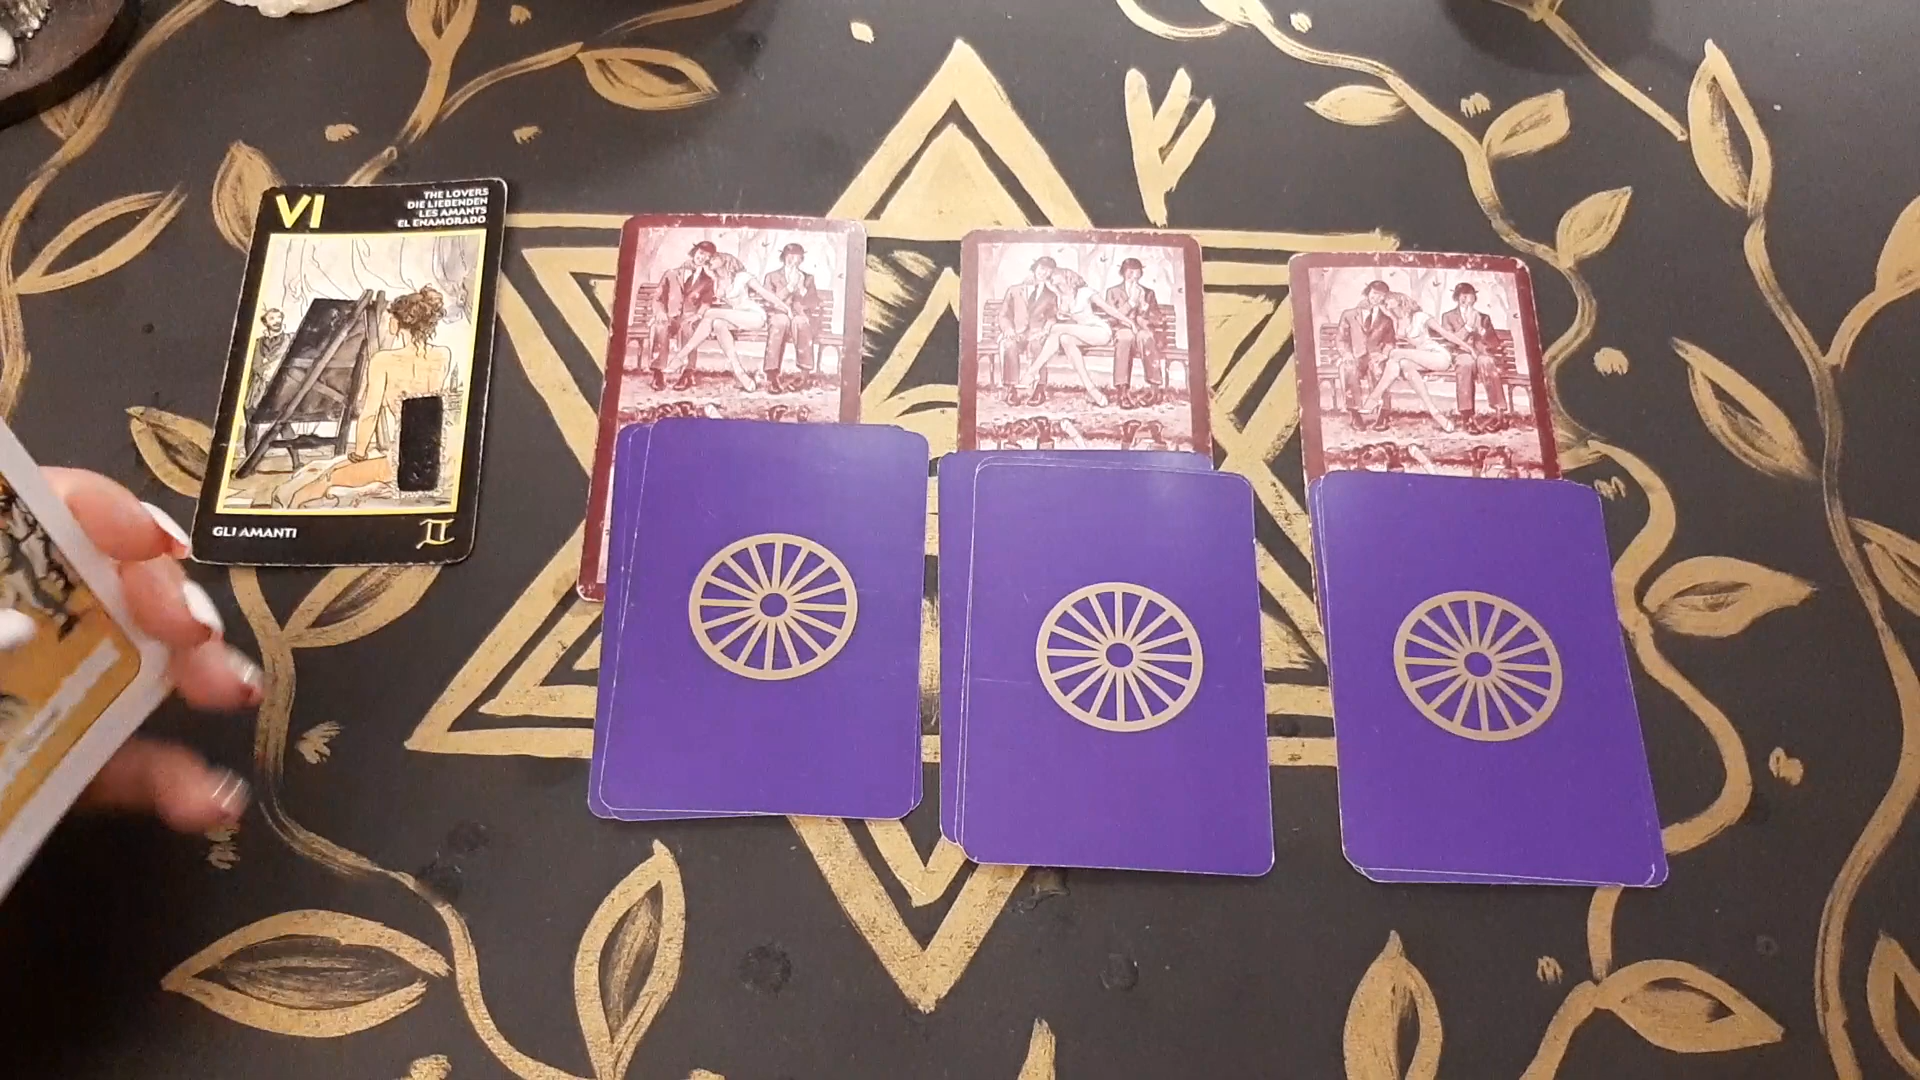 VI
THE LOVERS
DIE LIEBENDEN
LES AMANTS
EL ENAMORADO
GLI AMANTI